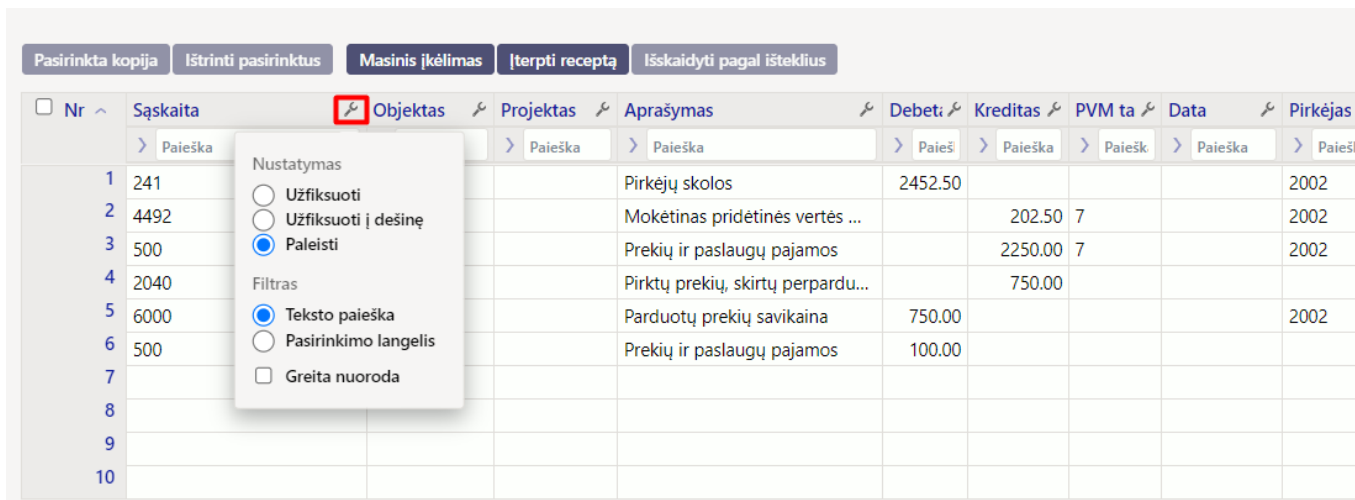 Pasirinkta kopija Ištrinti pasirinktus Masinis įkėlimas Įterpti receptą Išskaidyti pagal išteklius
Nr Sąskaita Objektas Projektas Aprašymas Debeta Kreditas PVM ta Data Pirkėjas
Paieška Paieška Paieška Paieš Paieška Paiešk Paieška Paieš
Nustatymas
Užfiksuoti
Užfiksuoti į dešinę
Paleisti
Filtras
Teksto paieška
Pasirinkimo langelis
Greita nuoroda
1 241 Pirkėjų skolos 2452.50 2002
2 4492 Mokėtinas pridėtinės vertės ... 202.50 7 2002
3 500 Prekių ir paslaugų pajamos 2250.00 7 2002
4 2040 Pirktų prekių, skirtų perpardu... 750.00
5 6000 Parduotų prekių savikaina 750.00 2002
6 500 Prekių ir paslaugų pajamos 100.00
7
8
9
10